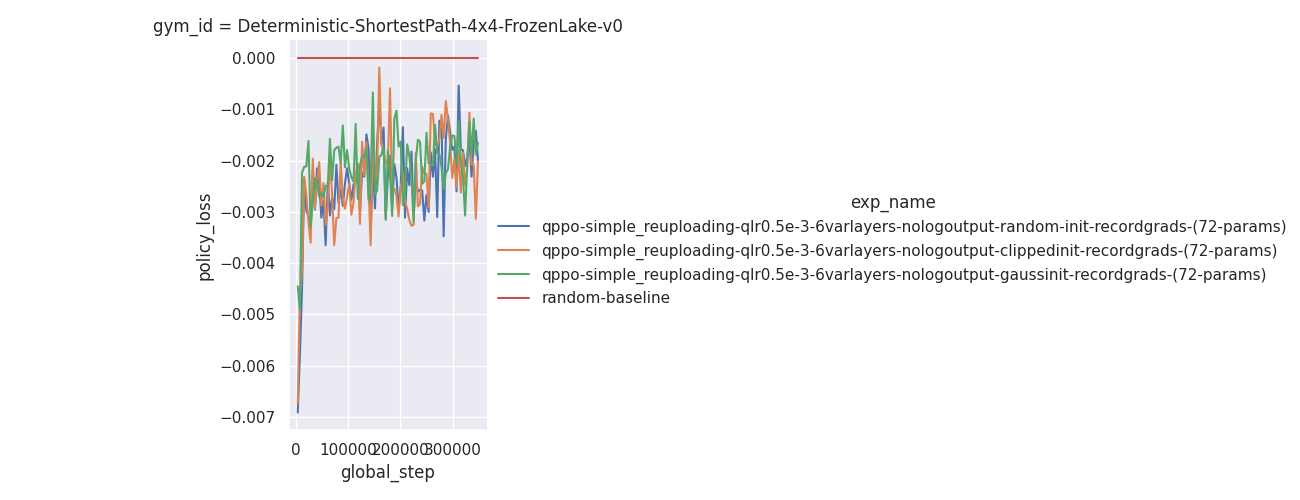 gym_id = Deterministic-ShortestPath-4x4-FrozenLake-v0
0.000
−0.001
−0.002
−0.003
−0.004
−0.005
−0.006
−0.007
policy_loss
0 100000 200000 300000
global_step
exp_name
qppo-simple_reuploading-qlr0.5e-3-6varlayers-nologoutput-random-init-recordgrads-(72-params)
qppo-simple_reuploading-qlr0.5e-3-6varlayers-nologoutput-clippedinit-recordgrads-(72-params)
qppo-simple_reuploading-qlr0.5e-3-6varlayers-nologoutput-gaussinit-recordgrads-(72-params)
random-baseline